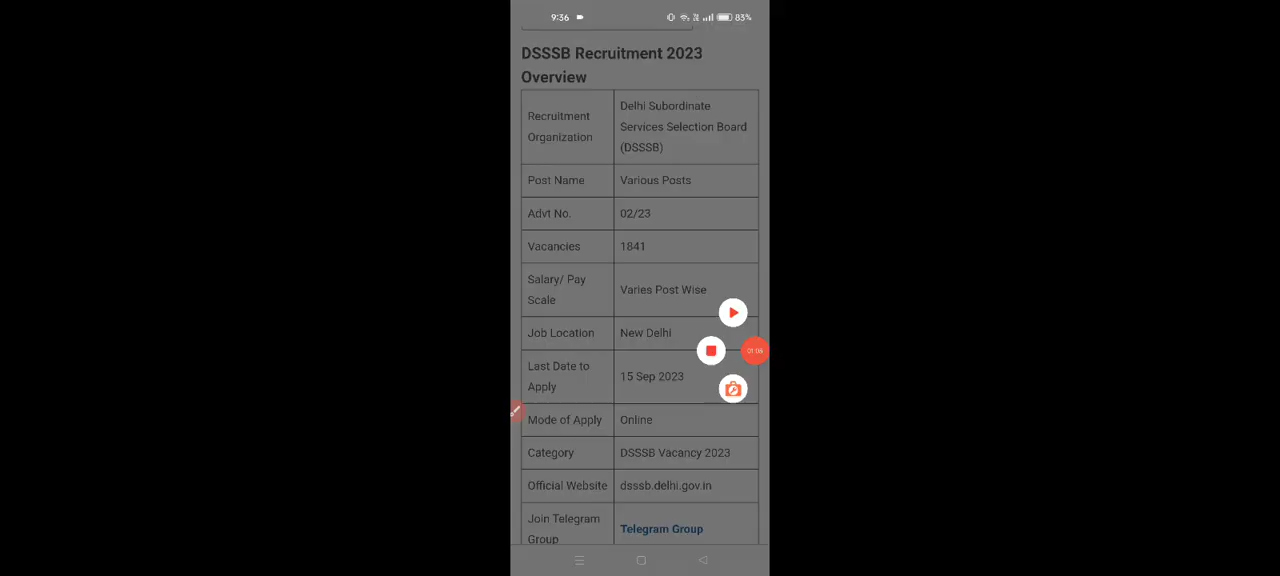 9:36
83%
DSSSB Recruitment 2023
Overview
Recruitment
Organization
Delhi Subordinate
Services Selection Board
(DSSSB)
Post Name
Various Posts
Advt No.
02/23
Vacancies
1841
Salary/ Pay
Scale
Varies Post Wise
Job Location
New Delhi
Last Date to
Apply
15 Sep 2023
Mode of Apply
Online
Category
DSSSB Vacancy 2023
Official Website
dsssb.delhi.gov.in
Join Telegram
Group
Telegram Group